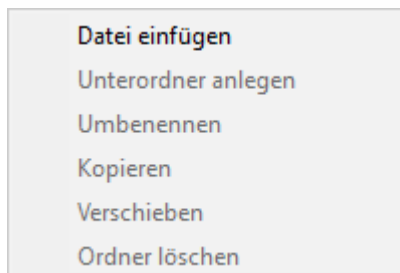 Datei einfügen
Unterordner anlegen
Umbenennen
Kopieren
Verschieben
Ordner löschen